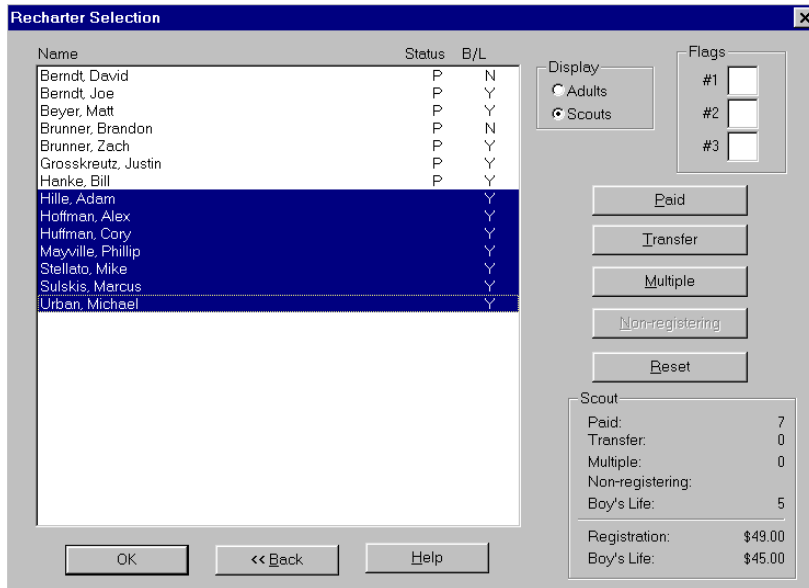 Recharter Selection
Name Status B/L
Berndt, David P N
Berndt, Joe P Y
Beyer, Matt P Y
Brunner, Brandon P N
Brunner, Zach P Y
Grosskreutz, Justin P Y
Hanke, Bill P Y
Hille, Adam Y
Hoffman, Alex Y
Huffman, Cory Y
Mayville, Phillip Y
Stellato, Mike Y
Sulskis, Marcus Y
Urban, Michael Y
Display
Adults
Scouts
Flags
#1
#2
#3
Paid
Transfer
Multiple
Non-registering
Reset
Scout
Paid: 7
Transfer: 0
Multiple: 0
Non-registering:
Boy's Life: 5
Registration: $49.00
Boy's Life: $45.00
OK << Back Help